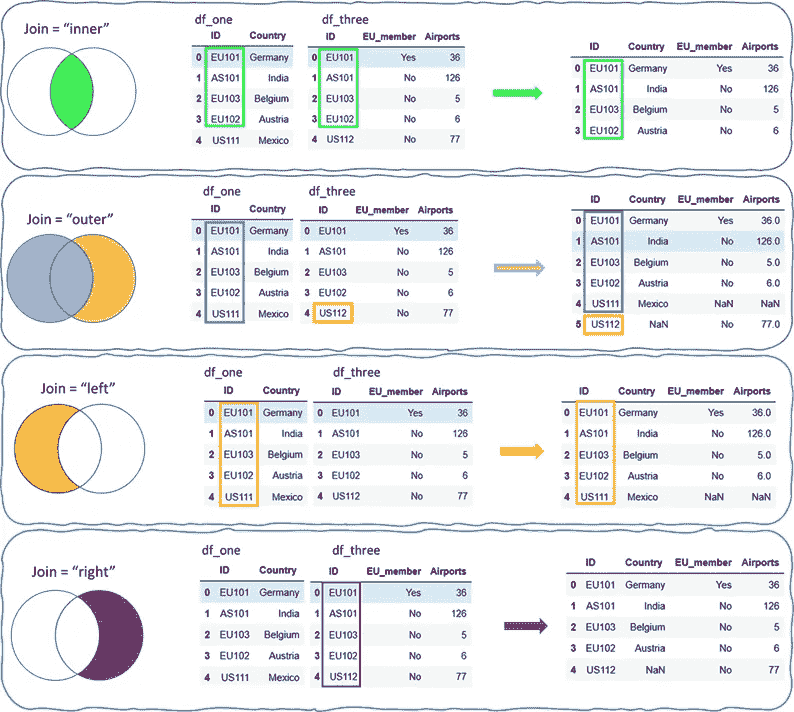 Join = “inner”
df_one
df_three
ID Country
ID EU_member Airports
ID Country EU_member Airports
0 EU101 Germany
0 EU101 Yes 36
0 EU101 Germany Yes 36
1 AS101 India
1 AS101 No 126
1 AS101 India No 126
2 EU103 Belgium
2 EU103 No 5
2 EU103 Belgium No 5
3 EU102 Austria
3 EU102 No 6
3 EU102 Austria No 6
4 US111 Mexico
4 US112 No 77
Join = “outer”
df_one
df_three
ID Country
ID EU_member Airports
ID Country EU_member Airports
0 EU101 Germany
0 EU101 Yes 36
0 EU101 Germany Yes 36.0
1 AS101 India
1 AS101 No 126
1 AS101 India No 126.0
2 EU103 Belgium
2 EU103 No 5
2 EU103 Belgium No 5.0
3 EU102 Austria
3 EU102 No 6
3 EU102 Austria No 6.0
4 US111 Mexico
4 US112 No 77
4 US111 Mexico NaN NaN
5 US112 NaN No 77.0
Join = “left”
df_one
df_three
ID Country
ID EU_member Airports
ID Country EU_member Airports
0 EU101 Germany
0 EU101 Yes 36
0 EU101 Germany Yes 36.0
1 AS101 India
1 AS101 No 126
1 AS101 India No 126.0
2 EU103 Belgium
2 EU103 No 5
2 EU103 Belgium No 5.0
3 EU102 Austria
3 EU102 No 6
3 EU102 Austria No 6.0
4 US111 Mexico
4 US112 No 77
4 US111 Mexico NaN NaN
Join = “right”
df_one
df_three
ID Country
ID EU_member Airports
ID Country EU_member Airports
0 EU101 Germany
0 EU101 Yes 36
0 EU101 Germany Yes 36
1 AS101 India
1 AS101 No 126
1 AS101 India No 126
2 EU103 Belgium
2 EU103 No 5
2 EU103 Belgium No 5
3 EU102 Austria
3 EU102 No 6
3 EU102 Austria No 6
4 US111 Mexico
4 US112 No 77
4 US112 NaN No 77